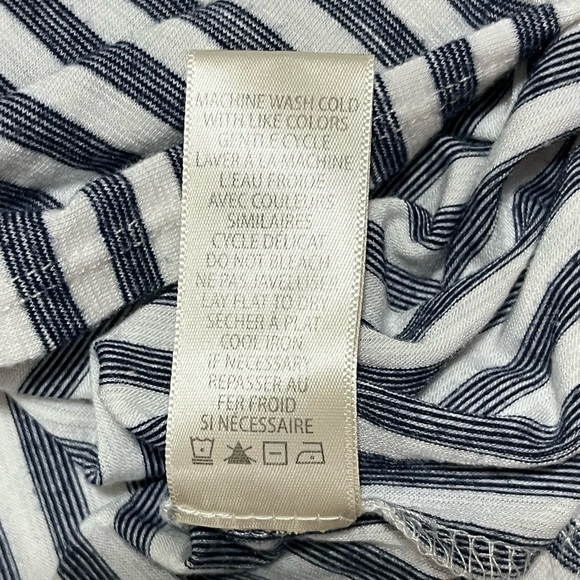 MACHINE WASH COLD
WITH LIKE COLORS
GENTLE CYCLE
LAVER À LA MACHINE
L'EAU FROIDE
AVEC COULEURS
SIMILAIRES
CYCLE DÉLICAT
DO NOT BLEACH
NE PAS JAVELISER
LAY FLAT TO DRY
SÉCHER À PLAT
COOL IRON
IF NECESSARY
REPASSER AU
FER FROID
SI NÉCESSAIRE